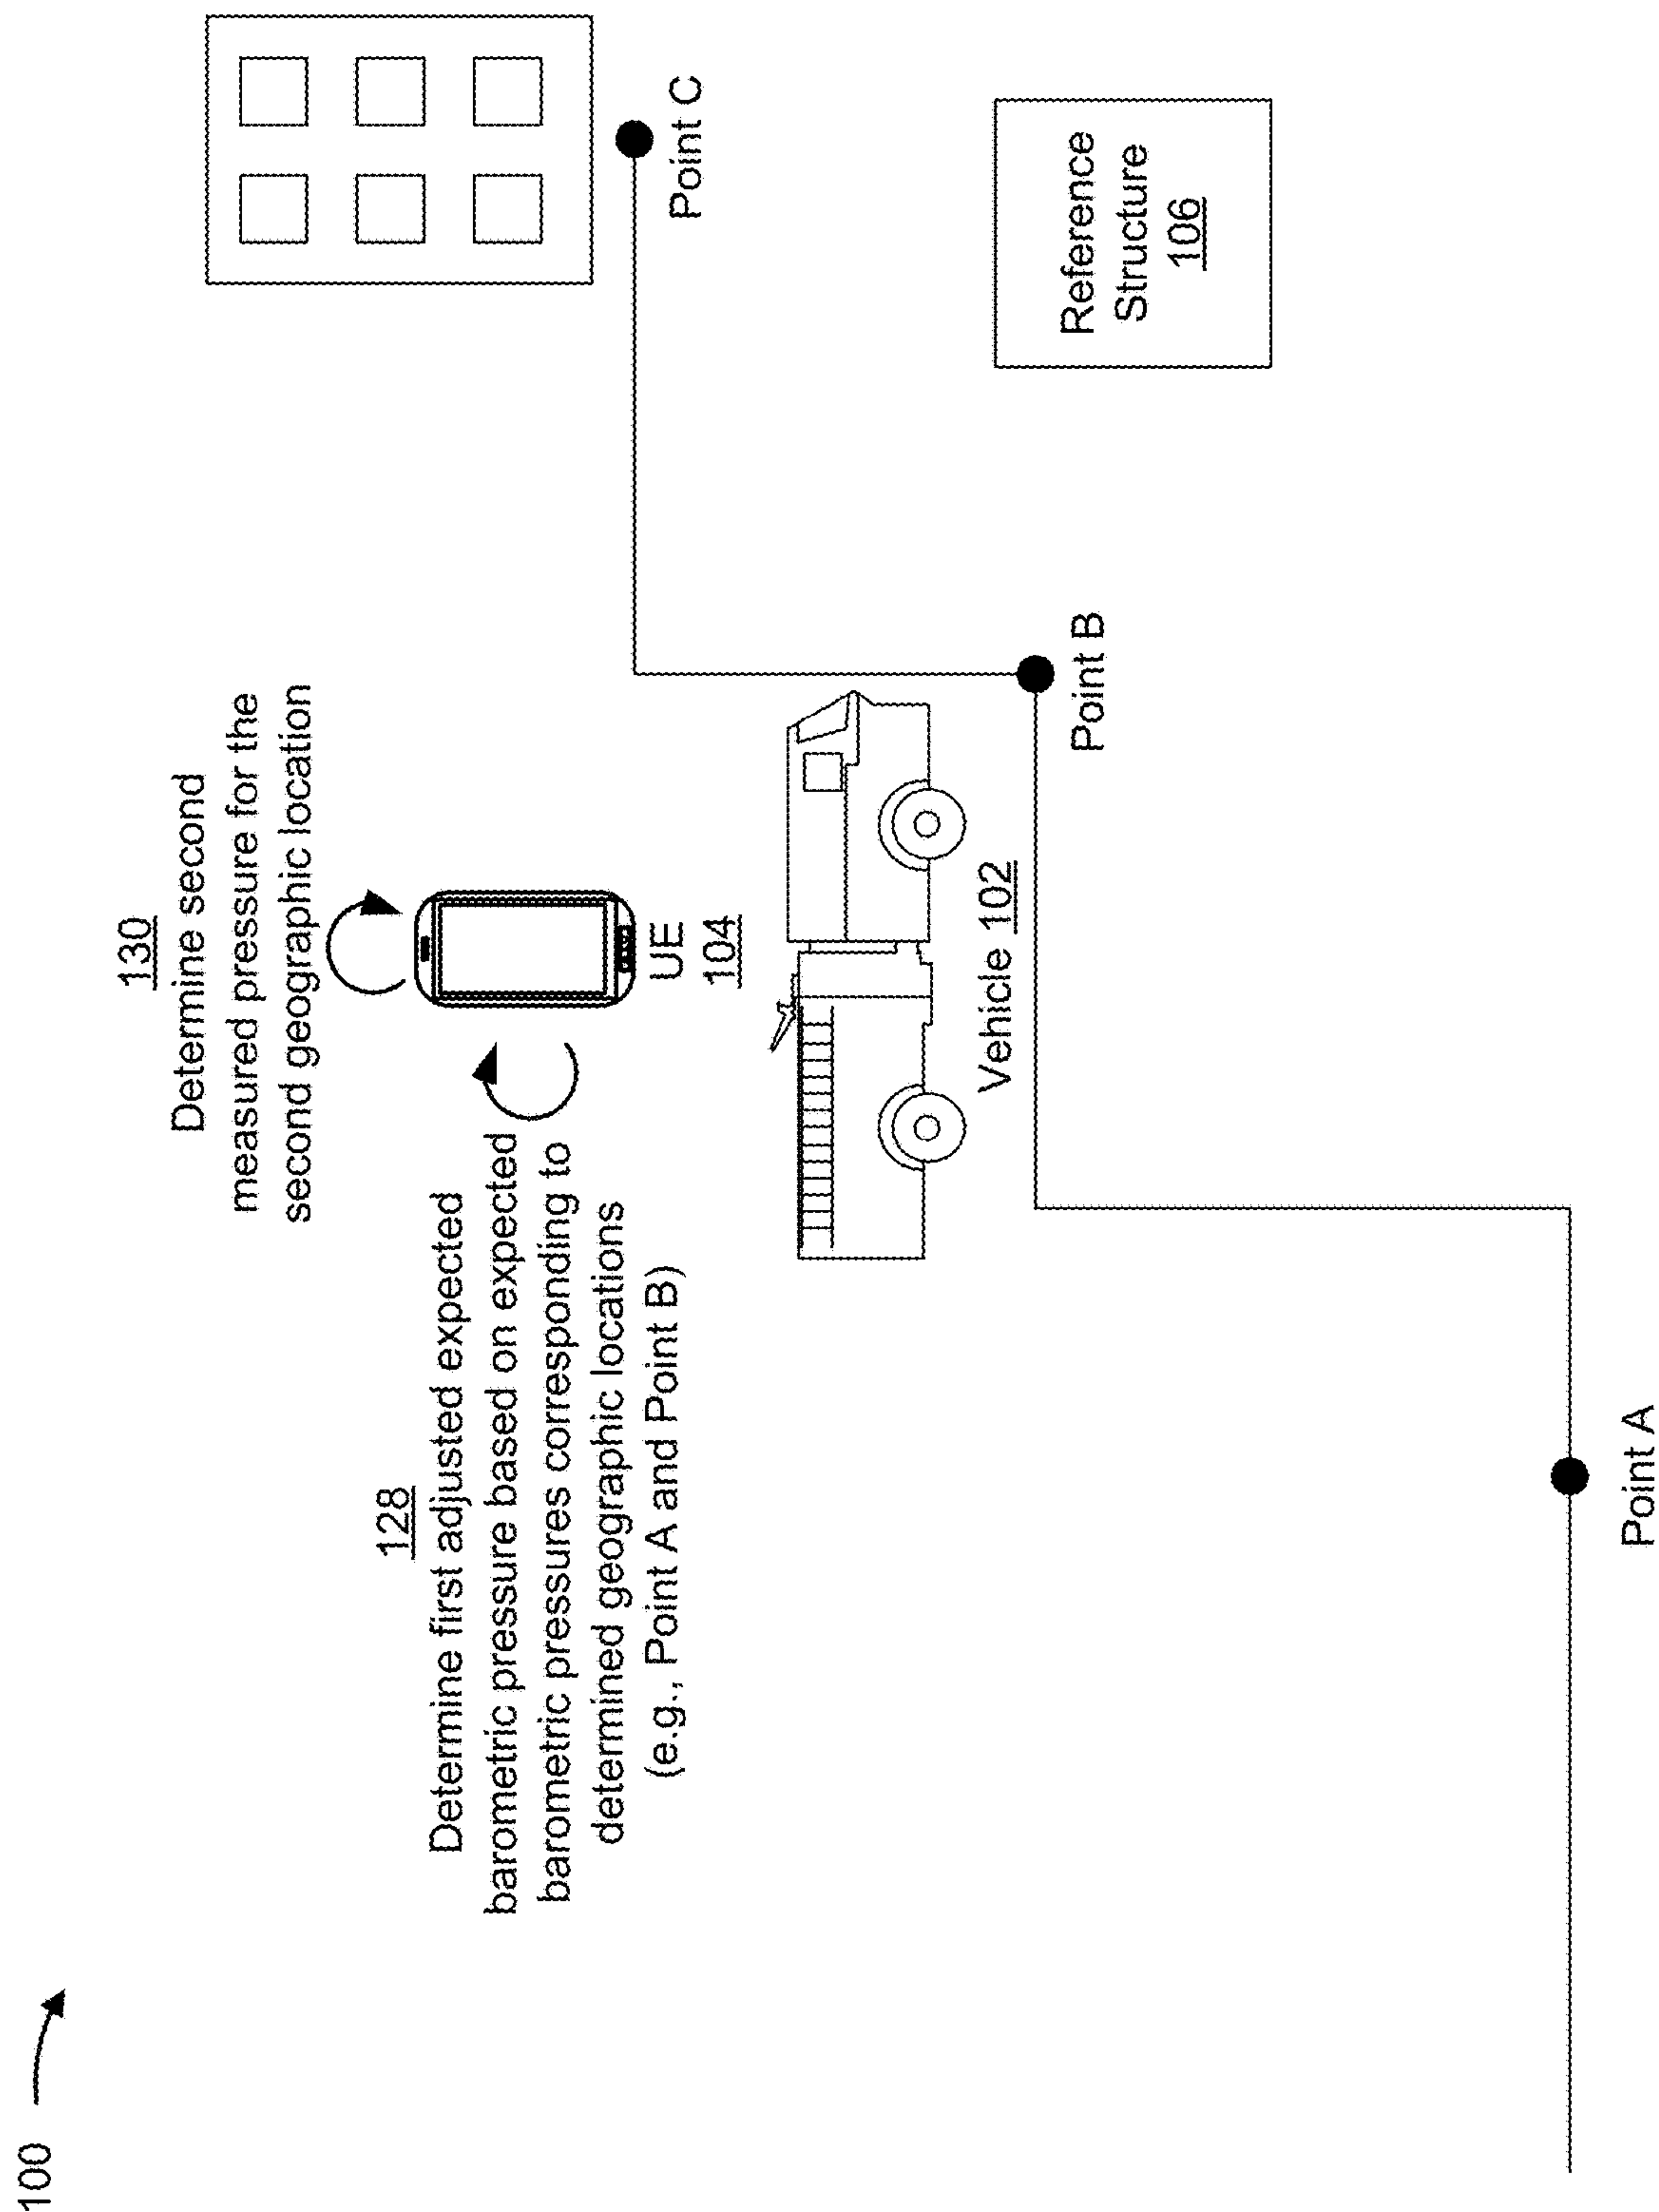 100
130
Determine second
measured pressure for the
second geographic location
128
Determine first adjusted expected
barometric pressure based on expected
barometric pressures corresponding to
determined geographic locations
(e.g., Point A and Point B)
UE
104
Vehicle 102
Point C
Point B
Reference
Structure
106
Point A